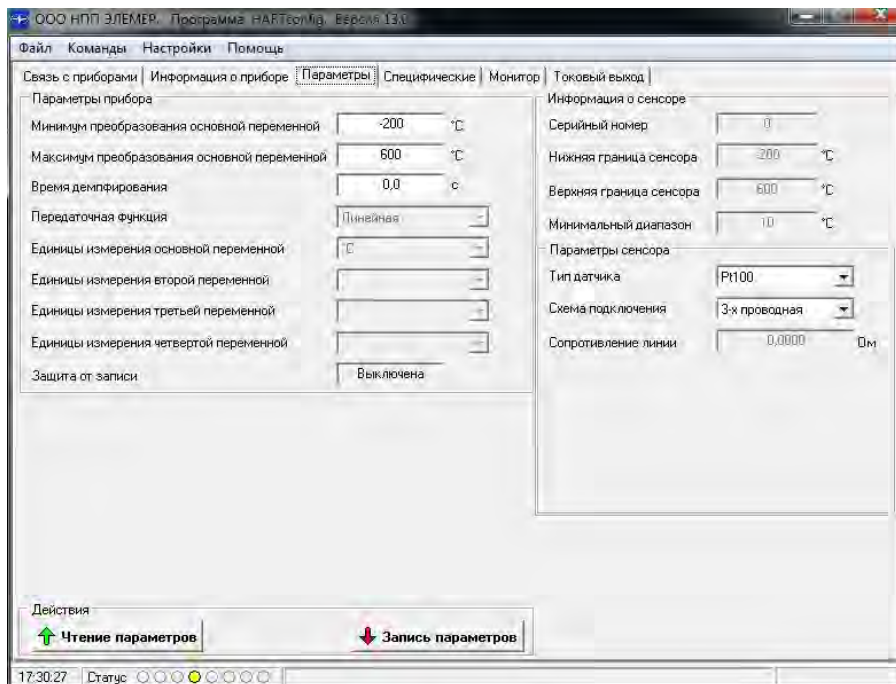 ООО НПП ЭЛЕМЕР. Программа HARTconfig. Версия 13.0
Файл Команды Настройки Помощь
Связь с приборами Информация о приборе Параметры Специфические Монитор Токовый выход
Параметры прибора
Минимум преобразования основной переменной -200 °C
Максимум преобразования основной переменной 600 °C
Время демпфирования 0,0 с
Передаточная функция Линейная
Единицы измерения основной переменной °C
Единицы измерения второй переменной
Единицы измерения третьей переменной
Единицы измерения четвертой переменной
Защита от записи Выключена
Информация о сенсоре
Серийный номер 0
Нижняя граница сенсора -200 °C
Верхняя граница сенсора 600 °C
Минимальный диапазон 10 °C
Параметры сенсора
Тип датчика Pt100
Схема подключения 3-х проводная
Сопротивление линии 0,0000 Ом
Действия
Чтение параметров Запись параметров
17:30:27 Статус